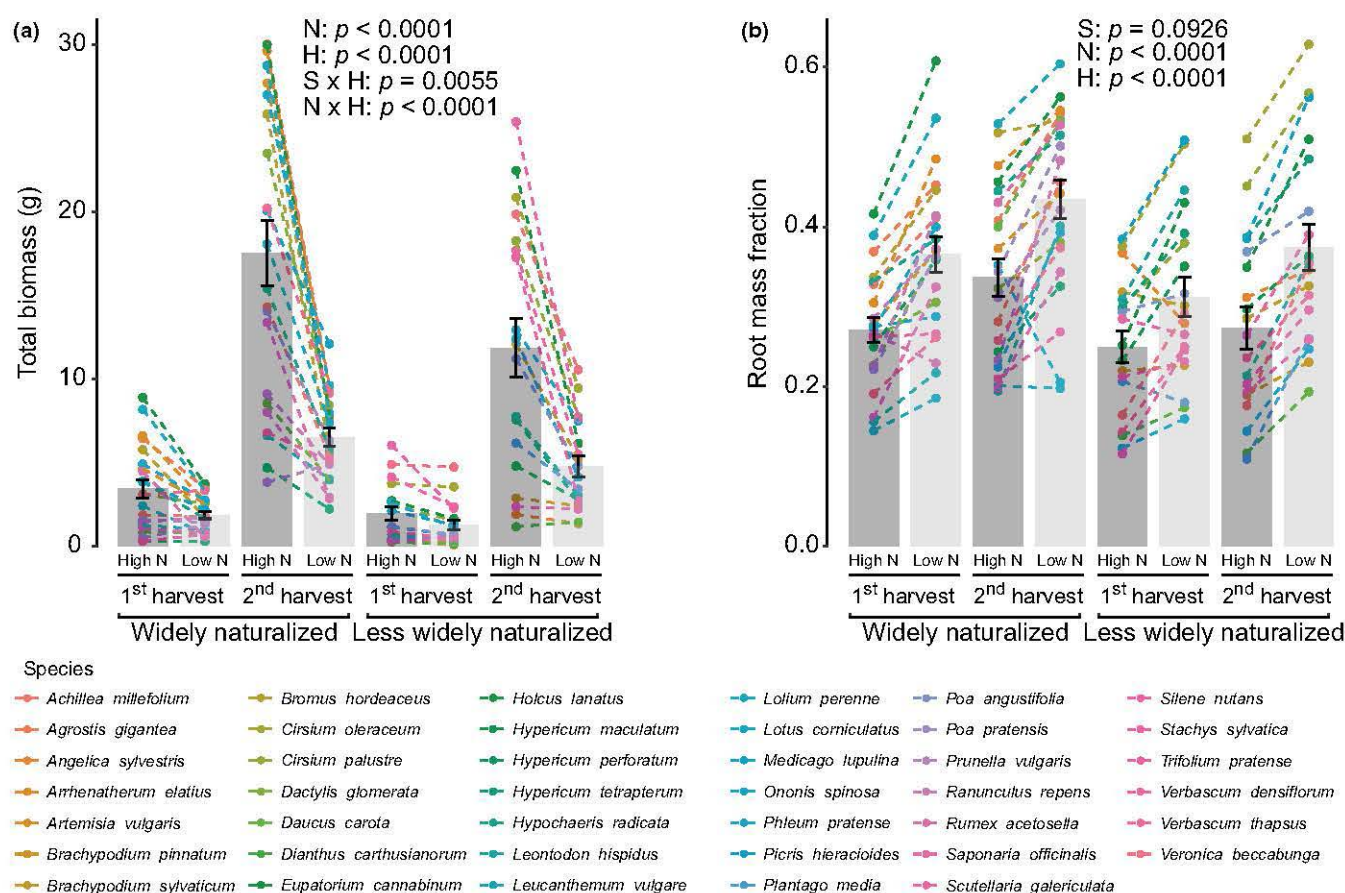 (a)
N: p < 0.0001
H: p < 0.0001
S x H: p = 0.0055
N x H: p < 0.0001
Total biomass (g)
30
20
10
0
High N Low N High N Low N High N Low N High N Low N
1st harvest 2nd harvest 1st harvest 2nd harvest
Widely naturalized Less widely naturalized
(b)
S: p = 0.0926
N: p < 0.0001
H: p < 0.0001
Root mass fraction
0.6
0.4
0.2
0.0
High N Low N High N Low N High N Low N High N Low N
1st harvest 2nd harvest 1st harvest 2nd harvest
Widely naturalized Less widely naturalized
Species
Achillea millefolium
Agrostis gigantea
Angelica sylvestris
Arrhenatherum elatius
Artemisia vulgaris
Brachypodium pinnatum
Brachypodium sylvaticum
Bromus hordeaceus
Cirsium oleraceum
Cirsium palustre
Dactylis glomerata
Daucus carota
Dianthus carthusianorum
Eupatorium cannabinum
Holcus lanatus
Hypericum maculatum
Hypericum perforatum
Hypericum tetrapterum
Hypochaeris radicata
Leontodon hispidus
Leucanthemum vulgare
Lolium perenne
Lotus corniculatus
Medicago lupulina
Ononis spinosa
Phleum pratense
Picris hieracioides
Plantago media
Poa angustifolia
Poa pratensis
Prunella vulgaris
Ranunculus repens
Rumex acetosella
Saponaria officinalis
Scutellaria galericulata
Silene nutans
Stachys sylvatica
Trifolium pratense
Verbascum densiflorum
Verbascum thapsus
Veronica beccabunga